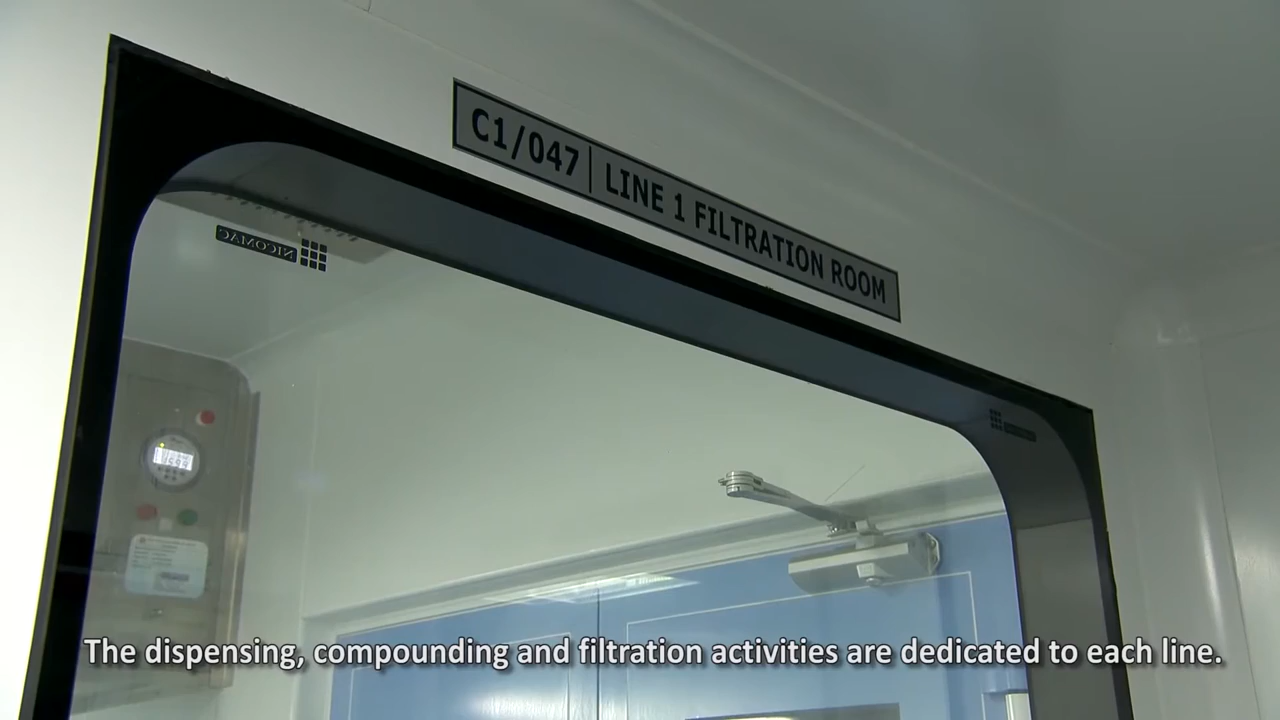 C1/047 | LINE 1 FILTRATION ROOM
NICOMAC
The dispensing, compounding and filtration activities are dedicated to each line.